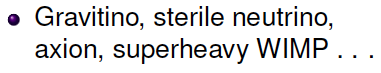 Gravitino, sterile neutrino,
axion, superheavy WIMP . . .